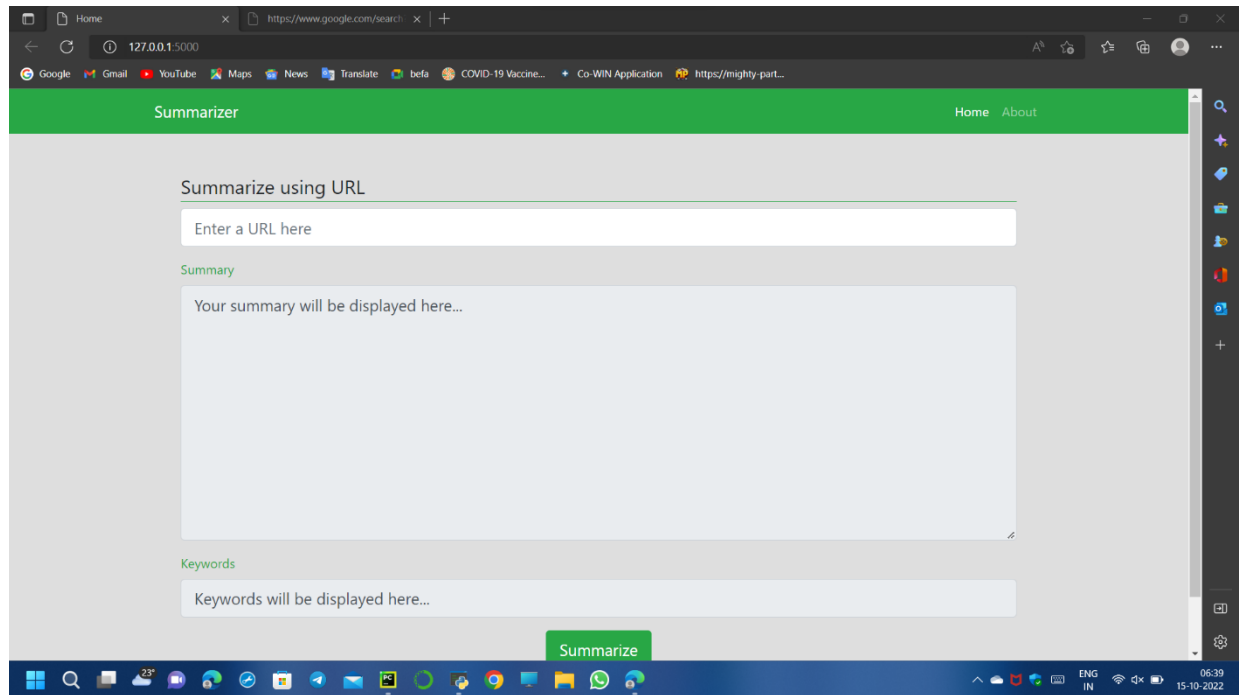 Home
https://www.google.com/search
127.0.0.1:5000
Google Gmail YouTube Maps News Translate befa COVID-19 Vaccine... Co-WIN Application https://mighty-part...
Summarizer Home About
Summarize using URL
Enter a URL here
Summary
Your summary will be displayed here...
Keywords
Keywords will be displayed here...
Summarize
23°
ENG
IN
06:39
15-10-2022